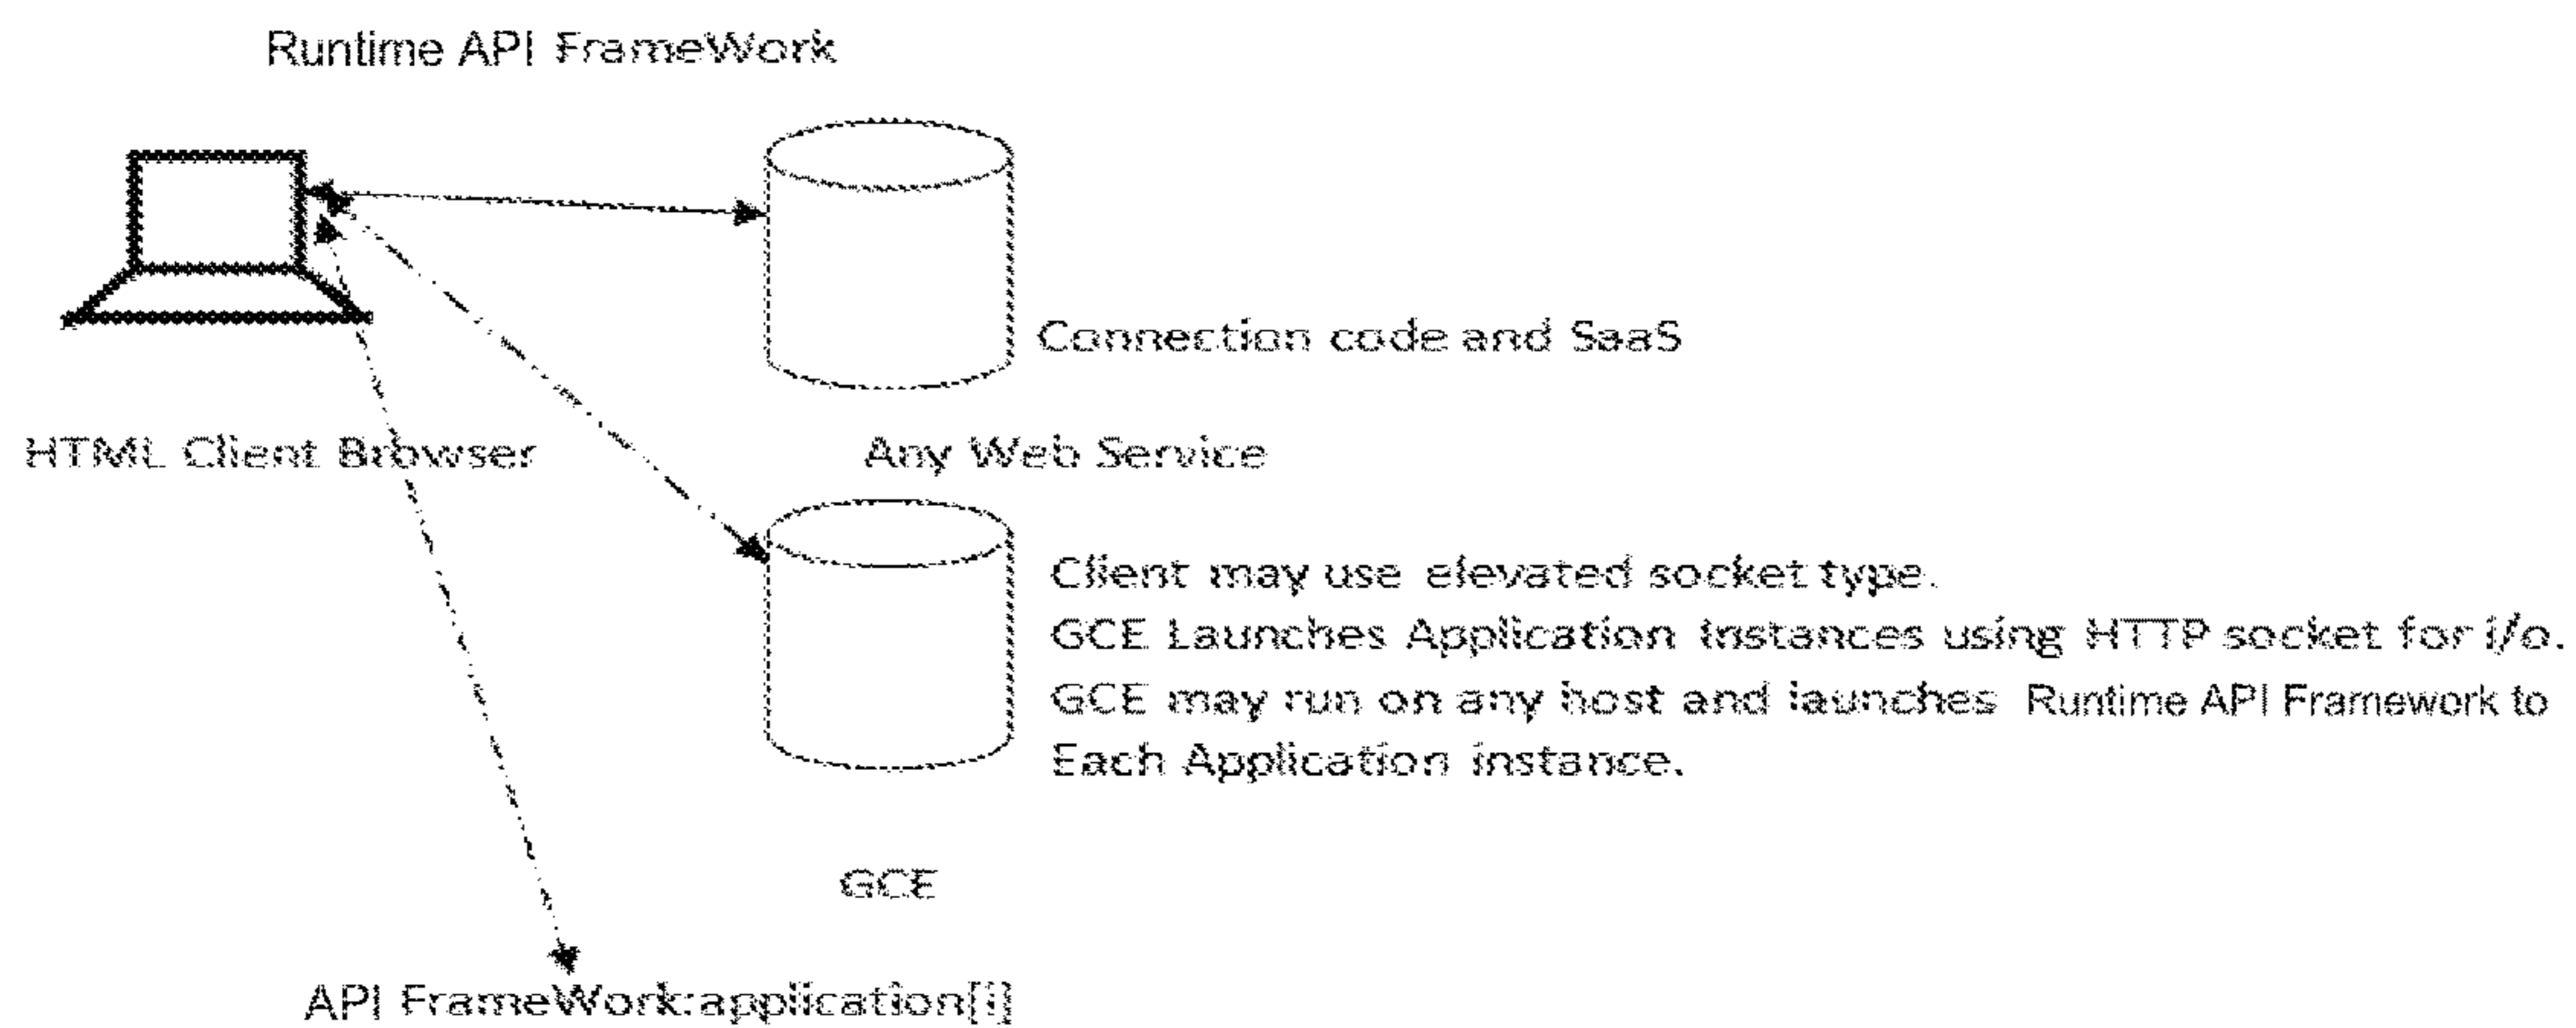 Runtime API FrameWork
Connection code and SaaS
HTML Client Browser
Any Web Service
Client may use elevated socket type.
GCE Launches Application Instances using HTTP socket for i/o.
GCE may run on any host and launches Runtime API Framework to
Each Application instance.
GCE
API FrameWork:application[i]